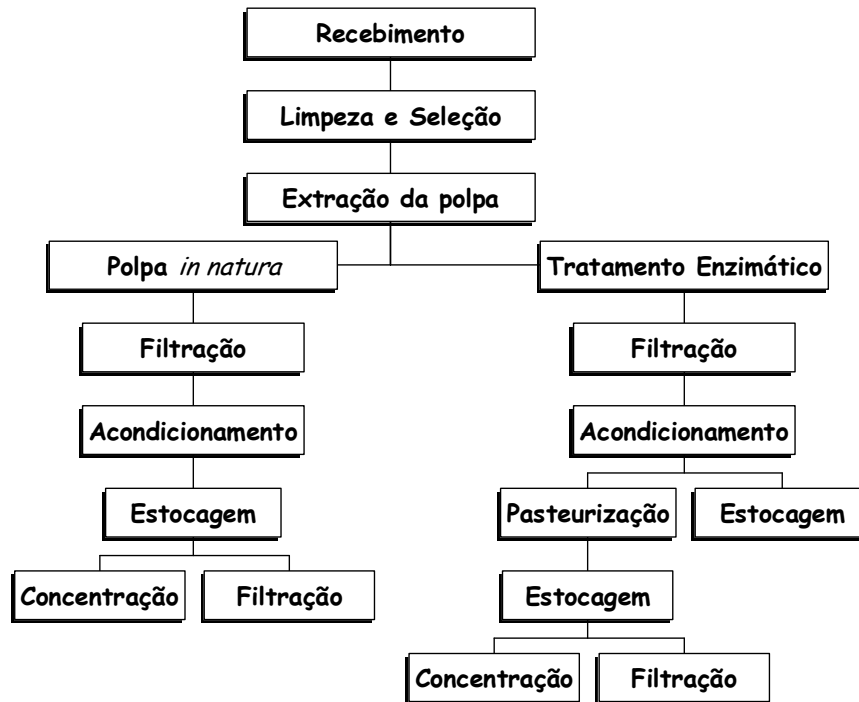 Recebimento
Limpeza e Seleção
Extração da polpa
Polpa in natura
Tratamento Enzimático
Filtração
Filtração
Acondicionamento
Acondicionamento
Estocagem
Pasteurização
Estocagem
Concentração
Filtração
Estocagem
Concentração
Filtração